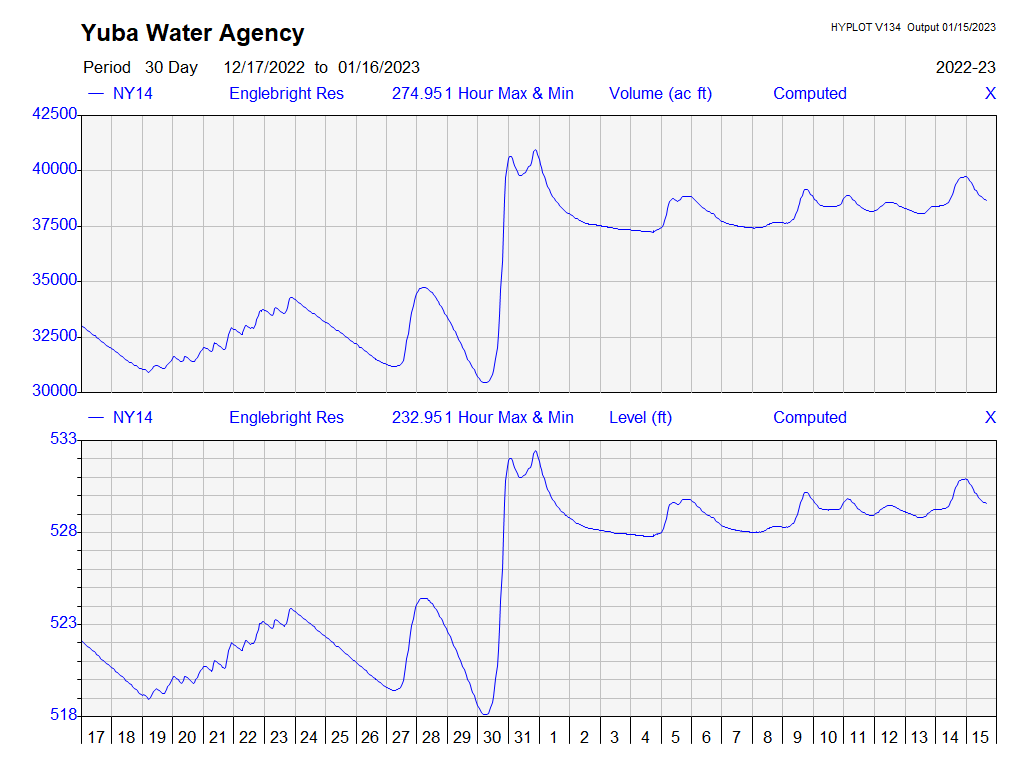 Yuba Water Agency
HYPLOT V134 Output 01/15/2023
Period 30 Day 12/17/2022 to 01/16/2023 2022-23
NY14 Englebright Res 274.951 Hour Max & Min Volume (ac ft) Computed X
42500
40000
37500
35000
32500
30000
NY14 Englebright Res 232.951 Hour Max & Min Level (ft) Computed X
533
528
523
518
17 18 19 20 21 22 23 24 25 26 27 28 29 30 31 1 2 3 4 5 6 7 8 9 10 11 12 13 14 15